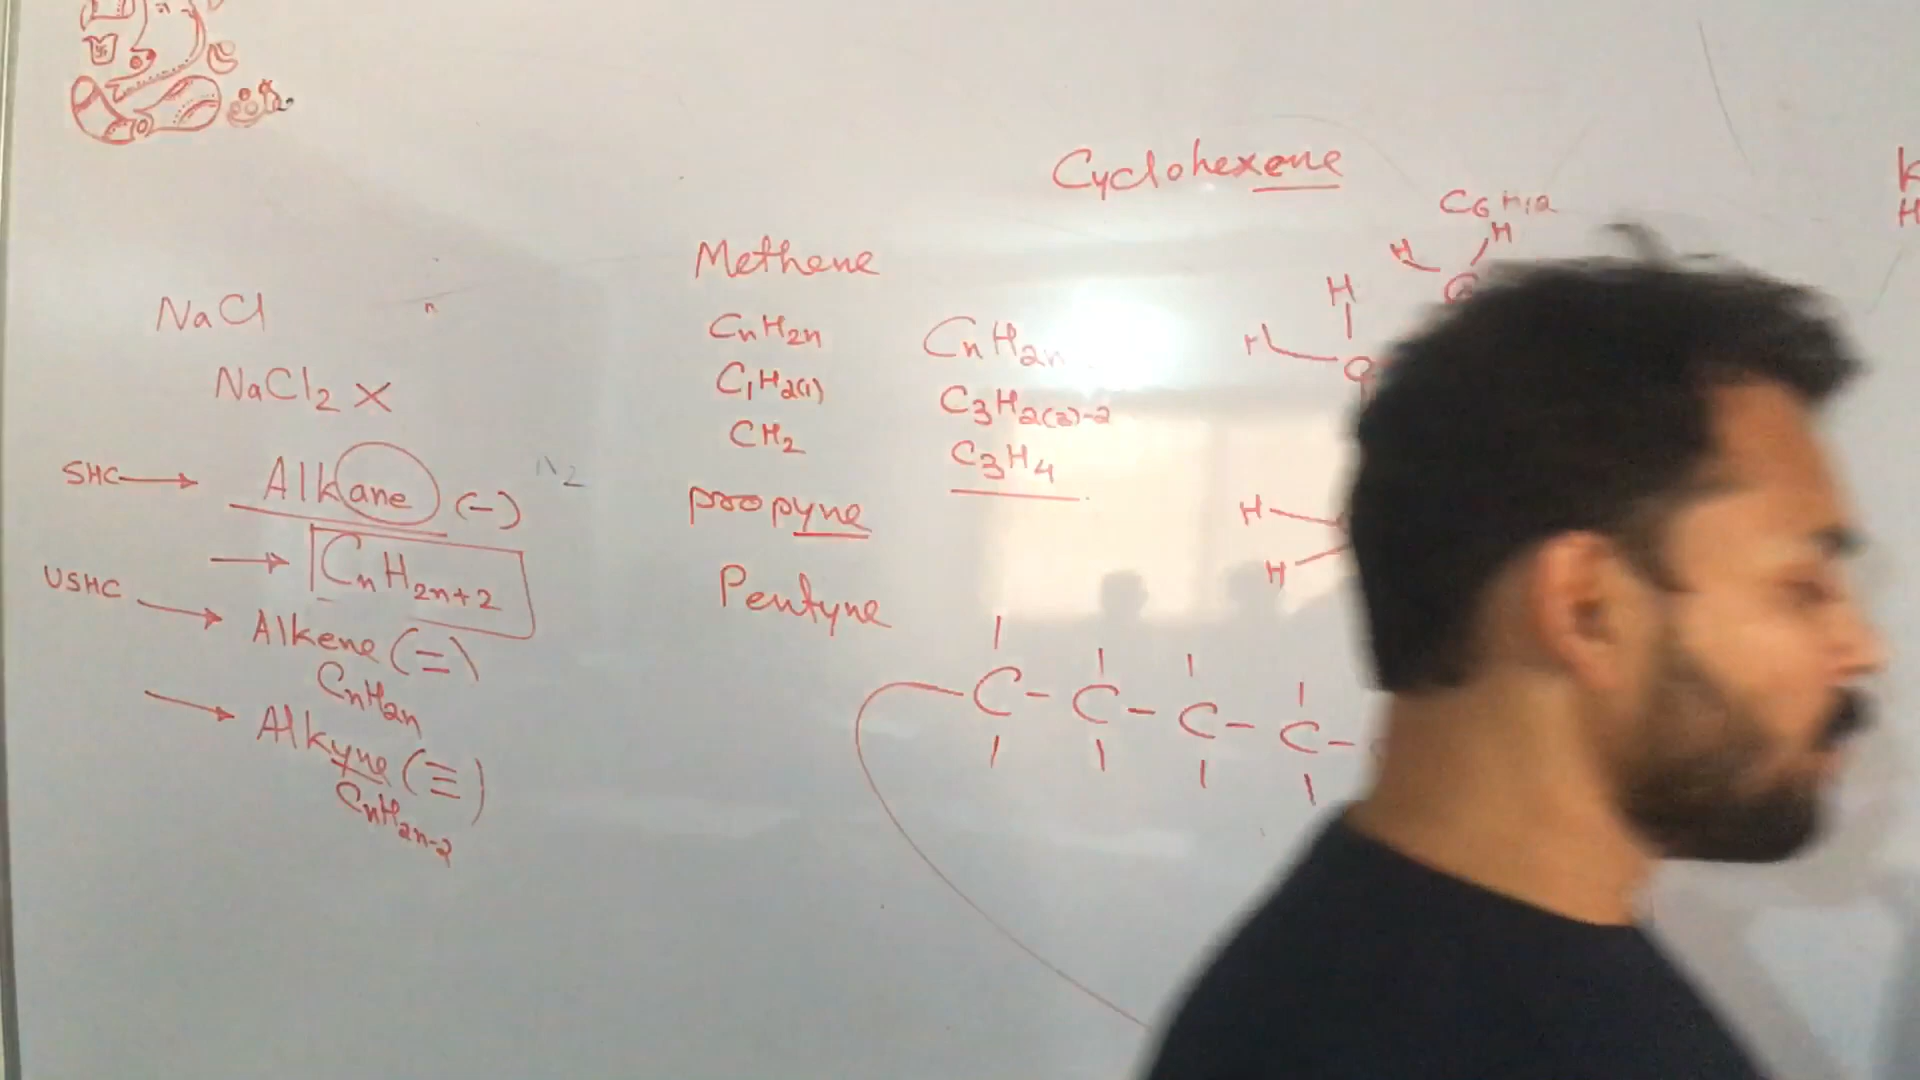 NaCl
NaCl2 X
SHC → Alkane (-)
→ CnH2n+2
USHC → Alkene (=)
CnH2n
→ Alkyne (≡)
CnH2n-2
N2
Methene
CnH2n
C1H2(1)
CH2
propyne
Pentyne
CnH2n
C3H2(3)-2
C3H4
Cyclohexene
C6H12
H H
H C
H C
H
H
C-C-C-C-